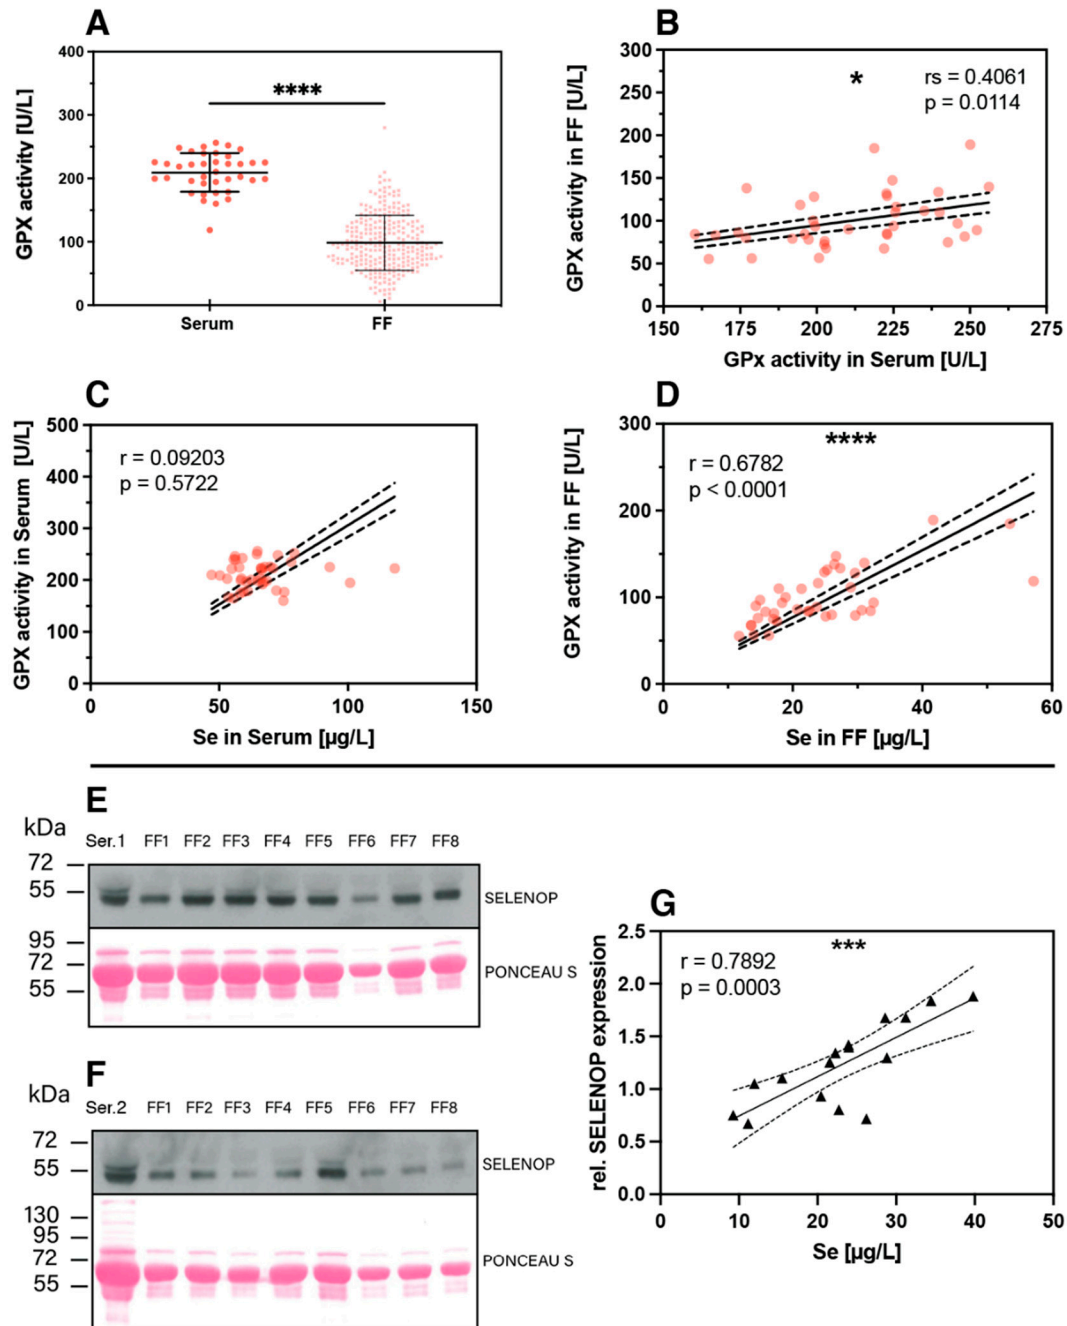 A
GPX activity [U/L]
400
300
200
100
0
****
Serum
FF
B
GPX activity in FF [U/L]
300
250
200
150
100
50
0
*
rs = 0.4061
p = 0.0114
150
175
200
225
250
275
GPx activity in Serum [U/L]
C
GPX activity in Serum [U/L]
500
400
300
200
100
0
r = 0.09203
p = 0.5722
0
50
100
150
Se in Serum [µg/L]
D
GPX activity in FF [U/L]
300
200
100
0
****
r = 0.6782
p < 0.0001
0
20
40
60
Se in FF [µg/L]
E
kDa
Ser.1 FF1 FF2 FF3 FF4 FF5 FF6 FF7 FF8
72
55
SELENOP
95
72
55
PONCEAU S
F
kDa
Ser.2 FF1 FF2 FF3 FF4 FF5 FF6 FF7 FF8
72
55
SELENOP
130
95
72
55
PONCEAU S
G
rel. SELENOP expression
2.5
2.0
1.5
1.0
0.5
0.0
***
r = 0.7892
p = 0.0003
0
10
20
30
40
50
Se [µg/L]